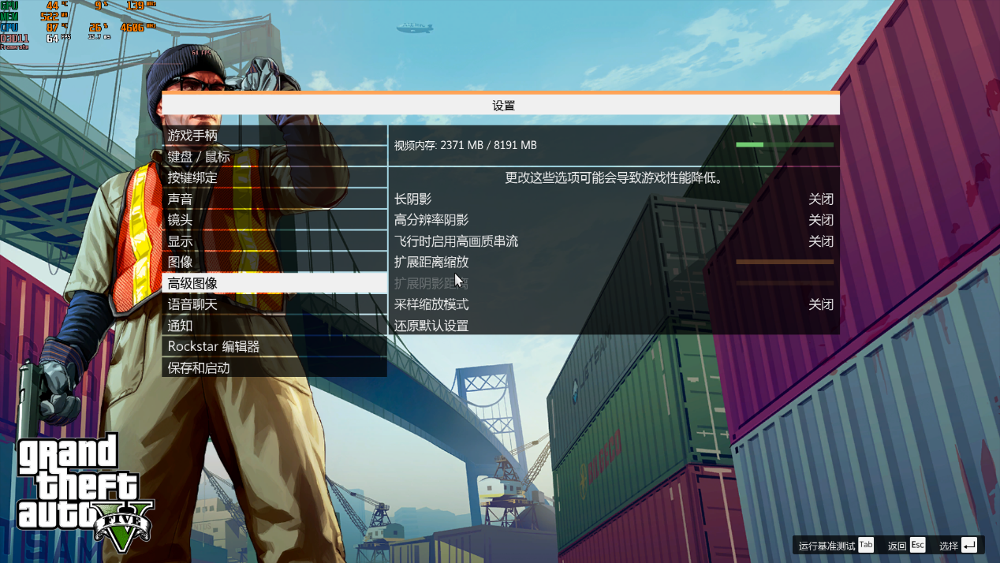 GPU 44 °C 9 % 139 MHz
MEM 522 MB
CPU 87 °C 26 % 4606 MHz
D3D11 64 FPS 15.7 ms
Framerate
64 FPS
设置
游戏手柄
键盘 / 鼠标
按键绑定
声音
镜头
显示
图像
高级图像
语音聊天
通知
Rockstar 编辑器
保存和启动
视频内存: 2371 MB / 8191 MB
更改这些选项可能会导致游戏性能降低。
长阴影 关闭
高分辨率阴影 关闭
飞行时启用高画质串流 关闭
扩展距离缩放
扩展阴影距离
采样缩放模式 关闭
还原默认设置
grand
theft
auto V
FIVE
运行基准测试 Tab 返回 Esc 选择